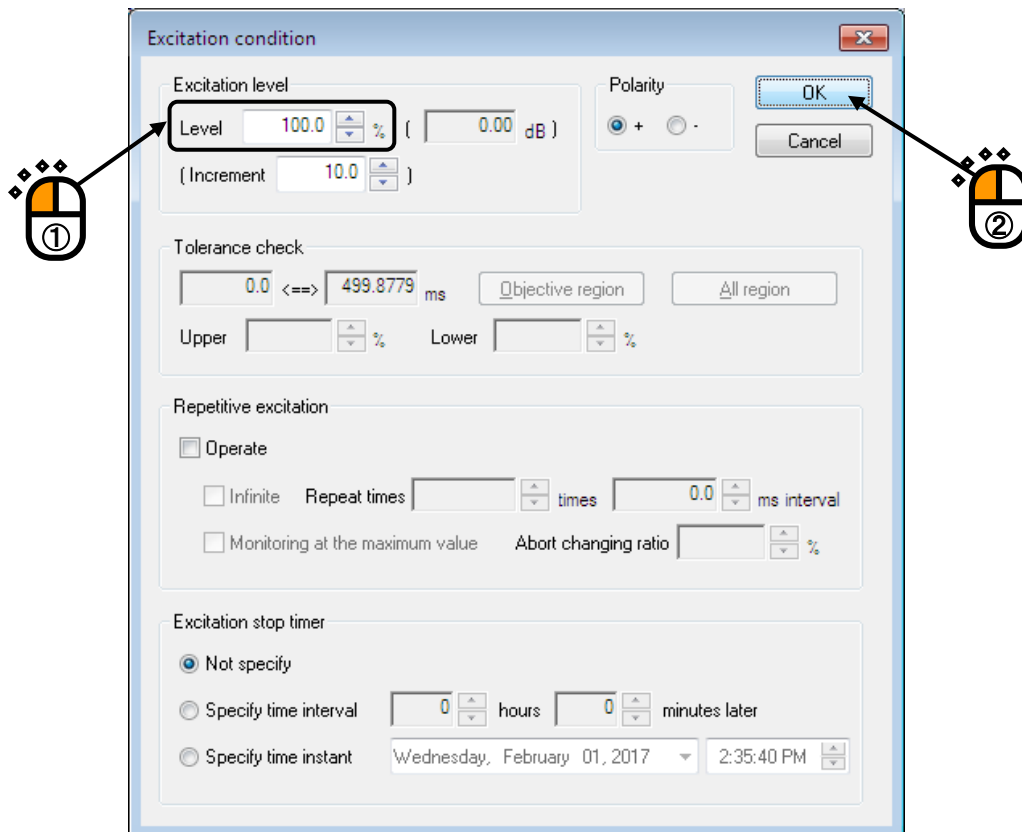 Excitation condition
Excitation level
Polarity
OK
Level 100.0 % ( 0.00 dB )
+ -
Cancel
( Increment 10.0 )
①
②
Tolerance check
0.0 <==> 499.8779 ms Objective region All region
Upper % Lower %
Repetitive excitation
Operate
Infinite Repeat times times 0.0 ms interval
Monitoring at the maximum value Abort changing ratio %
Excitation stop timer
Not specify
Specify time interval 0 hours 0 minutes later
Specify time instant Wednesday, February 01, 2017 2:35:40 PM